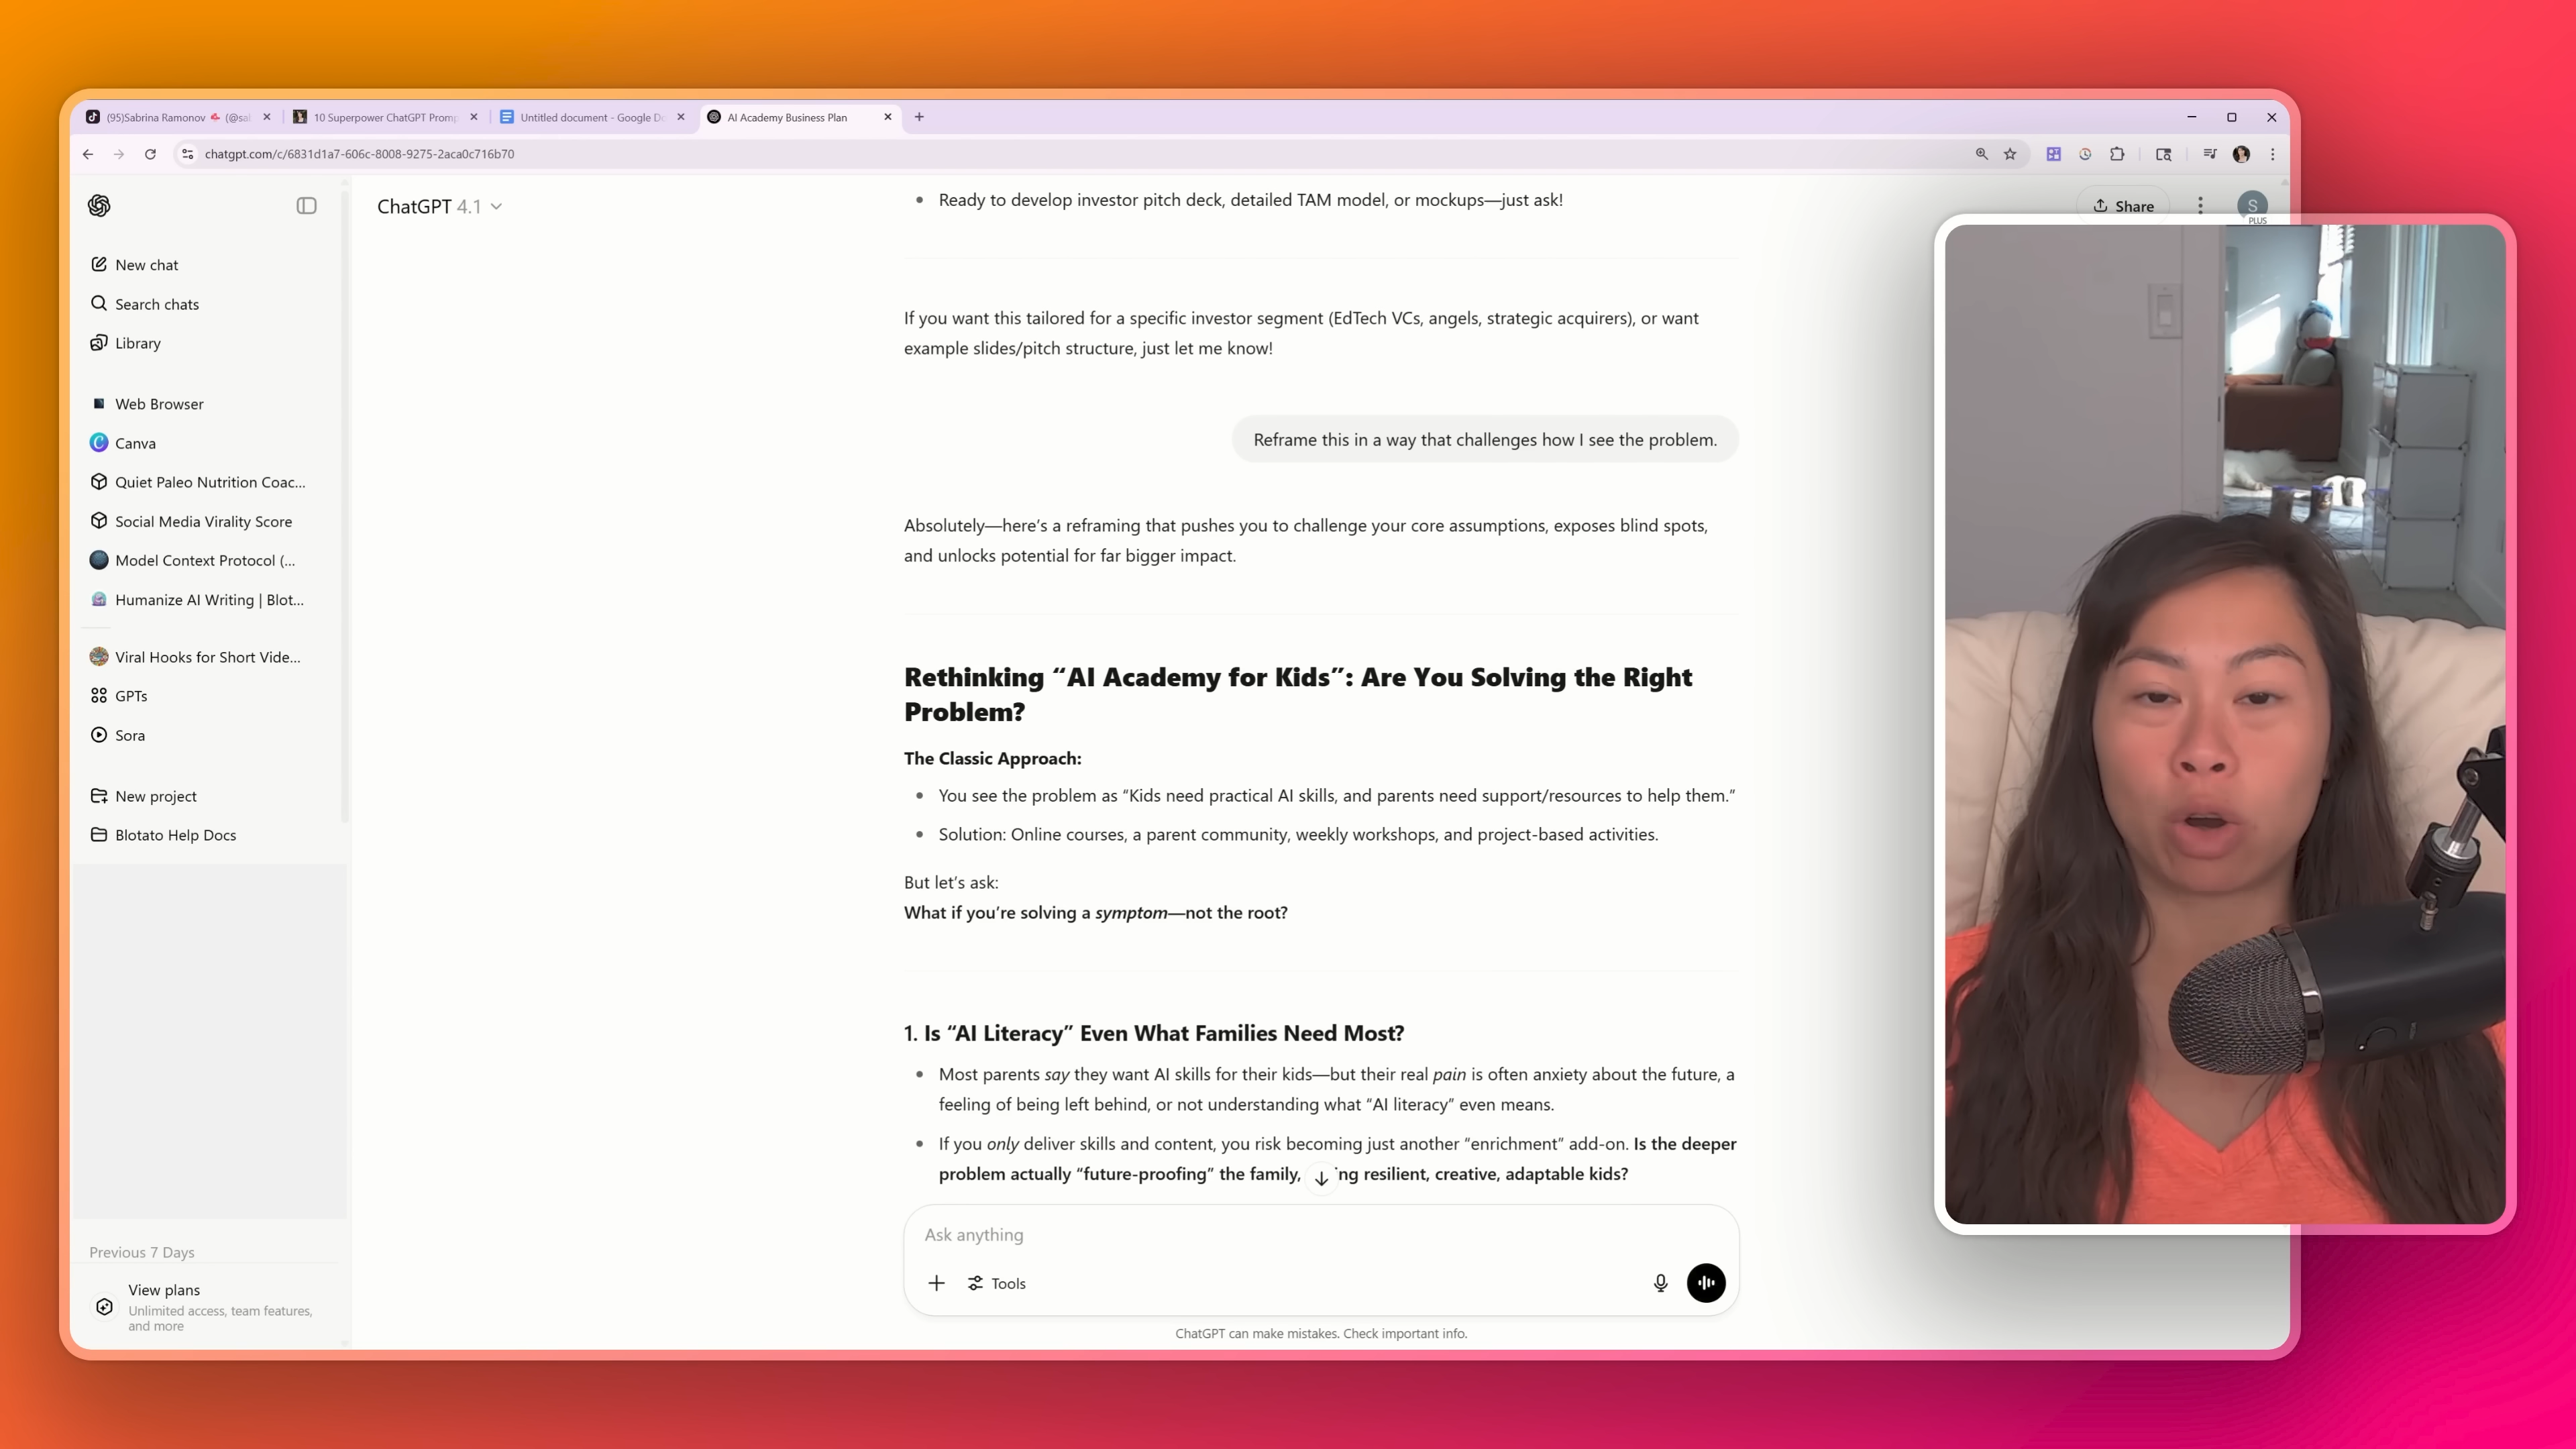 (95)Sabrina Ramonov
10 Superpower ChatGPT Promp
Untitled document - Google Do
AI Academy Business Plan
chatgpt.com/c/6831d1a7-606c-8008-9275-2aca0c716b70
ChatGPT 4.1
Share
S
PLUS
New chat
Search chats
Library
Web Browser
Canva
Quiet Paleo Nutrition Coac...
Social Media Virality Score
Model Context Protocol (...
Humanize AI Writing | Blot...
Viral Hooks for Short Vide...
GPTs
Sora
New project
Blotato Help Docs
Previous 7 Days
View plans
Unlimited access, team features,
and more
Ready to develop investor pitch deck, detailed TAM model, or mockups—just ask!
If you want this tailored for a specific investor segment (EdTech VCs, angels, strategic acquirers), or want
example slides/pitch structure, just let me know!
Reframe this in a way that challenges how I see the problem.
Absolutely—here’s a reframing that pushes you to challenge your core assumptions, exposes blind spots,
and unlocks potential for far bigger impact.
Rethinking “AI Academy for Kids”: Are You Solving the Right
Problem?
The Classic Approach:
You see the problem as “Kids need practical AI skills, and parents need support/resources to help them.”
Solution: Online courses, a parent community, weekly workshops, and project-based activities.
But let’s ask:
What if you’re solving a symptom—not the root?
1. Is “AI Literacy” Even What Families Need Most?
Most parents say they want AI skills for their kids—but their real pain is often anxiety about the future, a
feeling of being left behind, or not understanding what “AI literacy” even means.
If you only deliver skills and content, you risk becoming just another “enrichment” add-on. Is the deeper
problem actually “future-proofing” the family, resilient, creative, adaptable kids?
Ask anything
Tools
ChatGPT can make mistakes. Check important info.